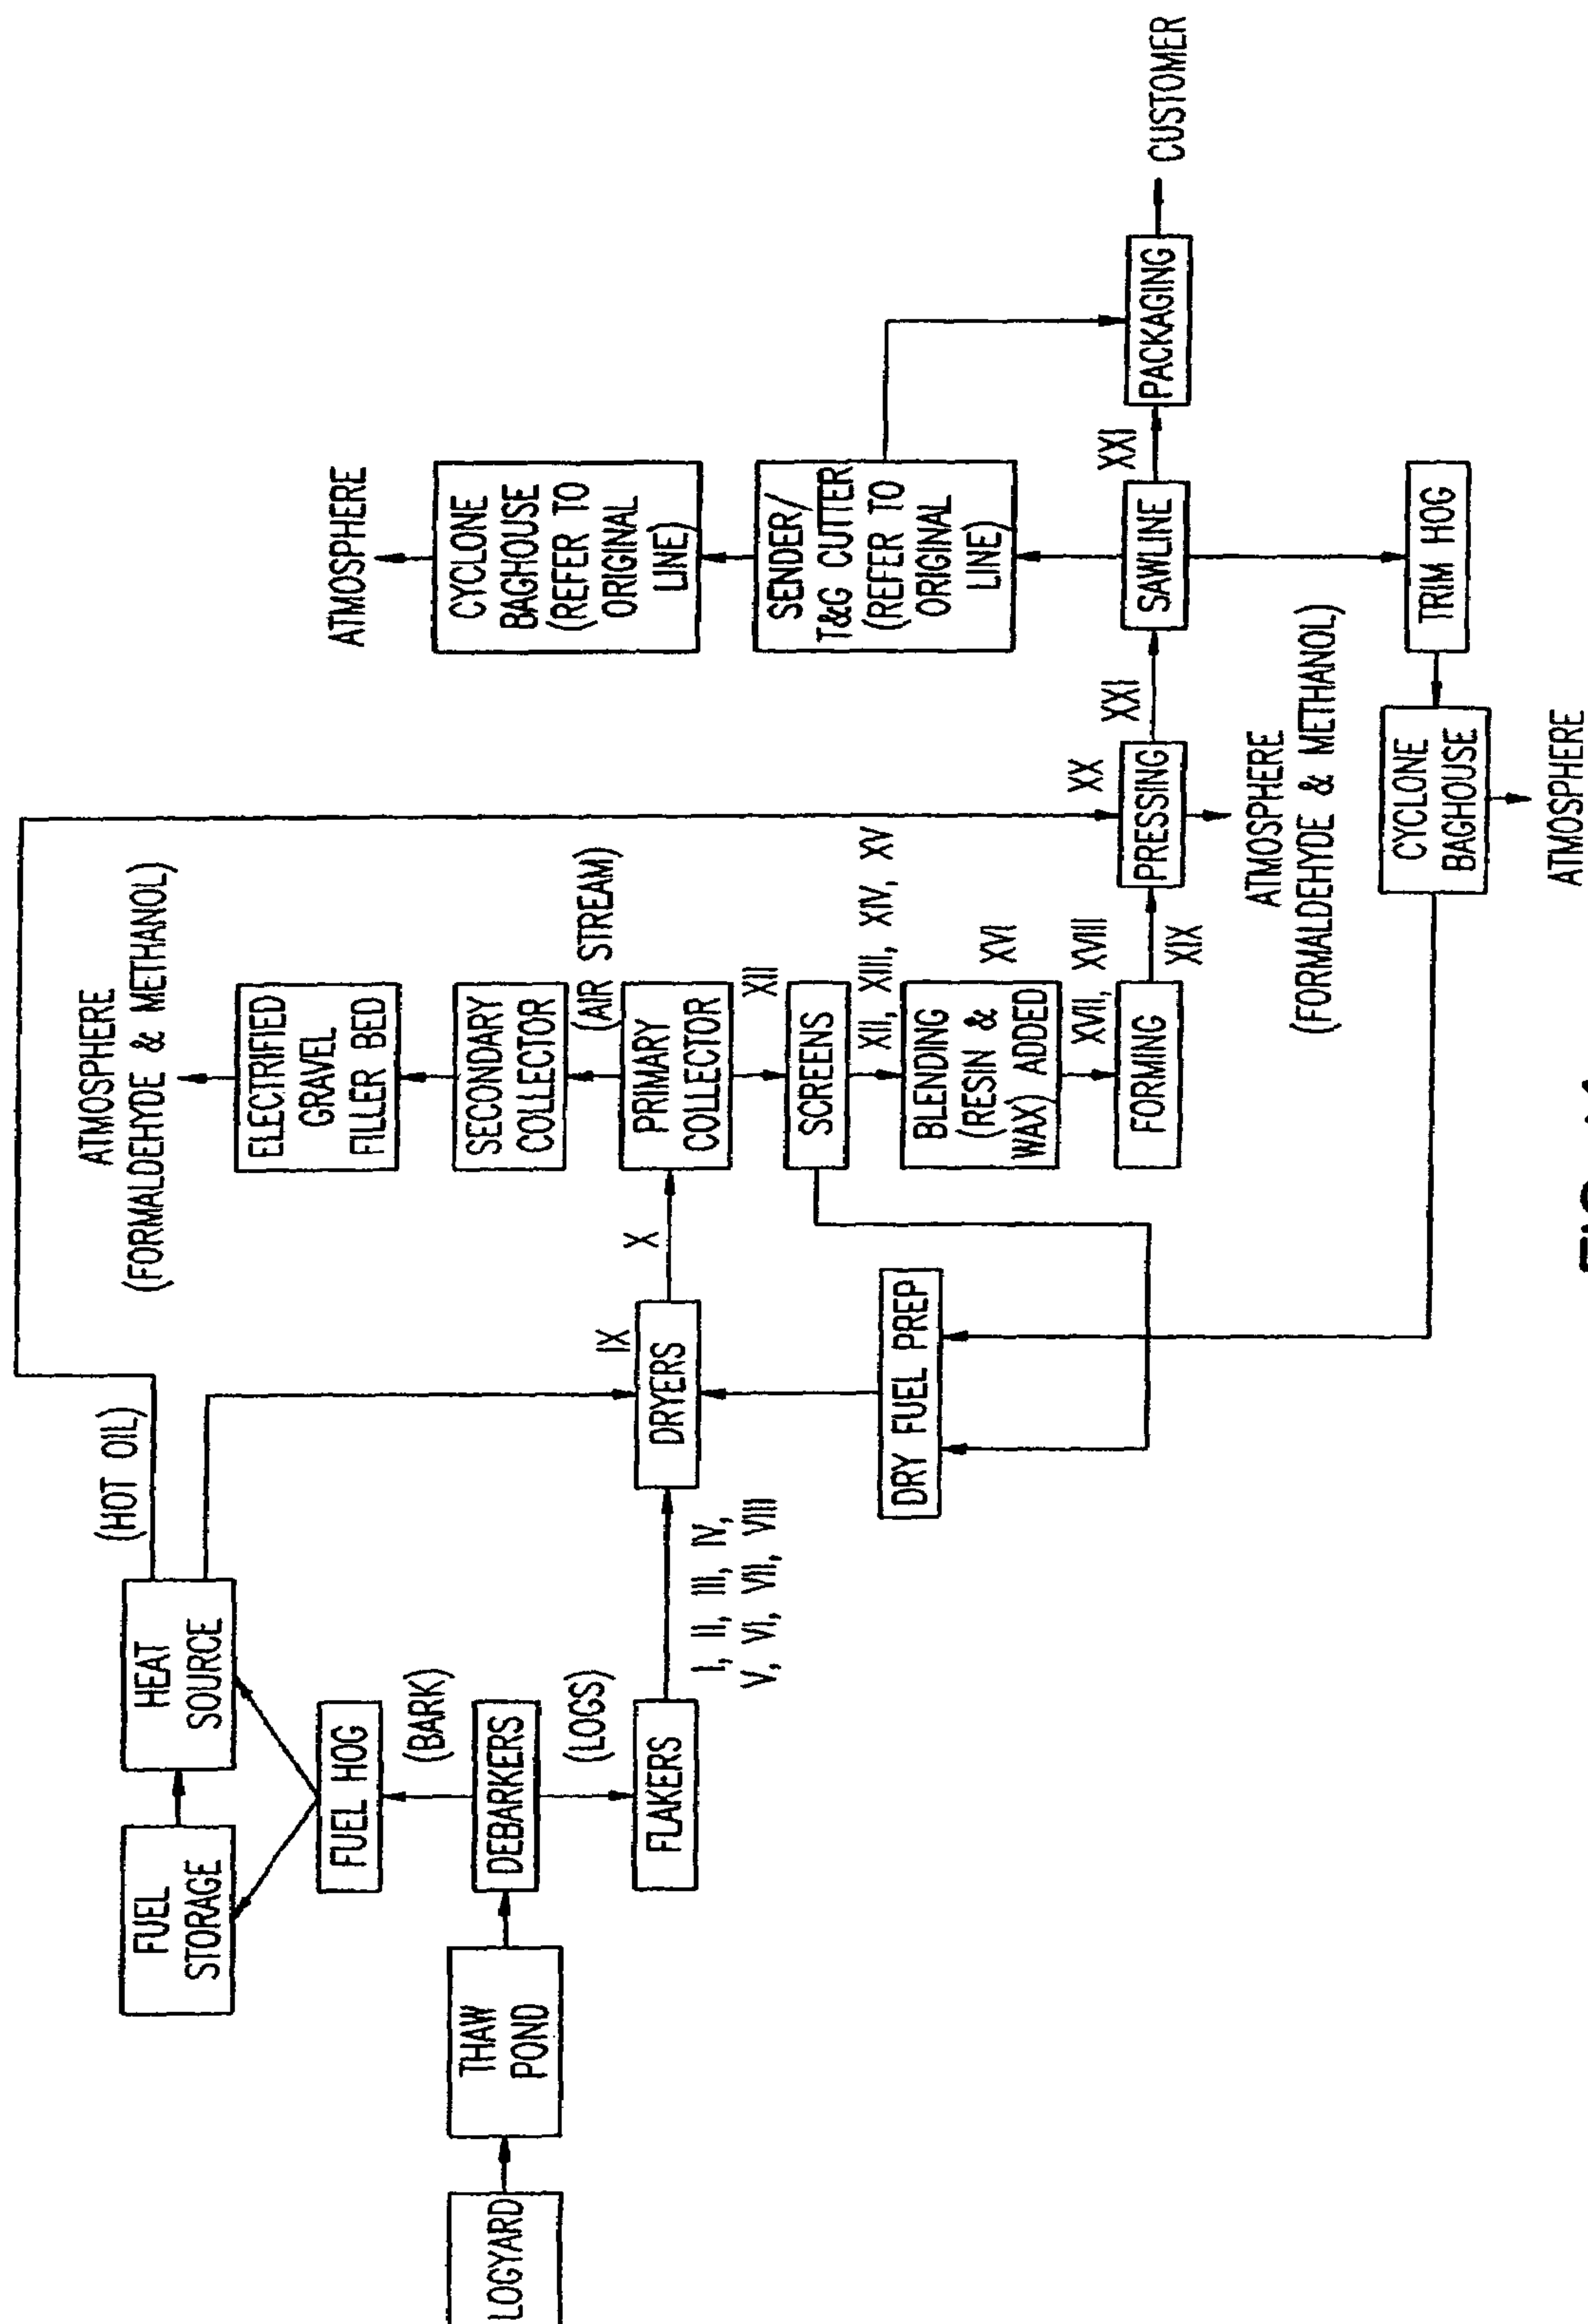 LOGYARD
THAW
POND
DEBARKERS
(BARK)
(LOGS)
FUEL HOG
FUEL
STORAGE
HEAT
SOURCE
(HOT OIL)
FLAKERS
I, II, III, IV,
V, VI, VII, VIII
DRYERS
IX
X
DRY FUEL PREP
ATMOSPHERE
(FORMALDEHYDE & METHANOL)
ELECTRIFIED
GRAVEL
FILLER BED
SECONDARY
COLLECTOR
(AIR STREAM)
PRIMARY
COLLECTOR
XII
SCREENS
XII, XIII, XIV, XV
BLENDING
(RESIN &
WAX) ADDED
XVI
XVII, XVIII
FORMING
XIX
XX
PRESSING
ATMOSPHERE
(FORMALDEHYDE & METHANOL)
XXI
ATMOSPHERE
CYCLONE
BAGHOUSE
(REFER TO
ORIGINAL
LINE)
SENDER/
T&G CUTTER
(REFER TO
ORIGINAL
LINE)
SAWLINE
XXI
PACKAGING
CUSTOMER
TRIM HOG
CYCLONE
BAGHOUSE
ATMOSPHERE